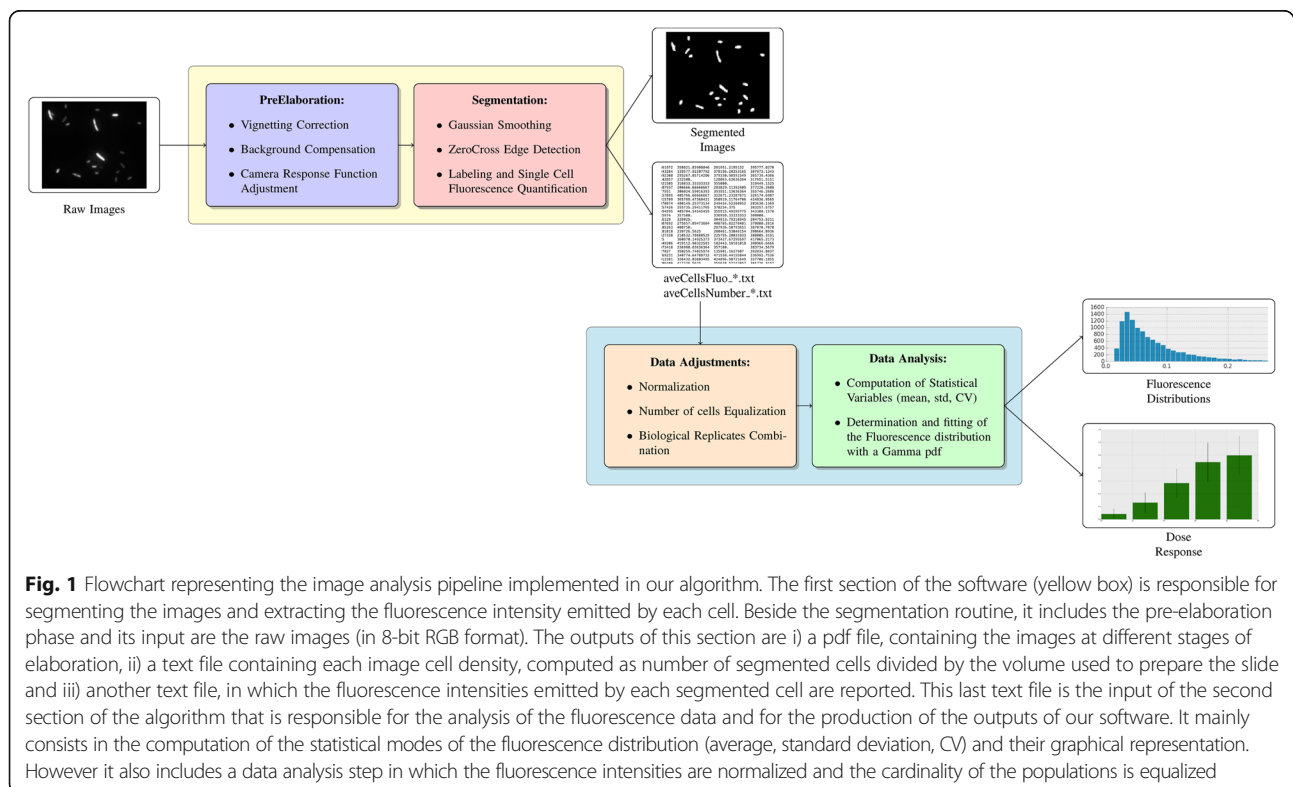 Raw Images
PreElaboration:
• Vignetting Correction
• Background Compensation
• Camera Response Function
Adjustment
Segmentation:
• Gaussian Smoothing
• ZeroCross Edge Detection
• Labeling and Single Cell
Fluorescence Quantification
Segmented
Images
aveCellsFluo_*.txt
aveCellsNumber_*.txt
Data Adjustments:
• Normalization
• Number of cells Equalization
• Biological Replicates Combi-
nation
Data Analysis:
• Computation of Statistical
Variables (mean, std, CV)
• Determination and fitting of
the Fluorescence distribution
with a Gamma pdf
1600
1400
1200
1000
800
600
400
200
0
0.0 0.1 0.2
Fluorescence
Distributions
Dose
Response
Fig. 1 Flowchart representing the image analysis pipeline implemented in our algorithm. The first section of the software (yellow box) is responsible for
segmenting the images and extracting the fluorescence intensity emitted by each cell. Beside the segmentation routine, it includes the pre-elaboration
phase and its input are the raw images (in 8-bit RGB format). The outputs of this section are i) a pdf file, containing the images at different stages of
elaboration, ii) a text file containing each image cell density, computed as number of segmented cells divided by the volume used to prepare the slide
and iii) another text file, in which the fluorescence intensities emitted by each segmented cell are reported. This last text file is the input of the second
section of the algorithm that is responsible for the analysis of the fluorescence data and for the production of the outputs of our software. It mainly
consists in the computation of the statistical modes of the fluorescence distribution (average, standard deviation, CV) and their graphical representation.
However it also includes a data analysis step in which the fluorescence intensities are normalized and the cardinality of the populations is equalized